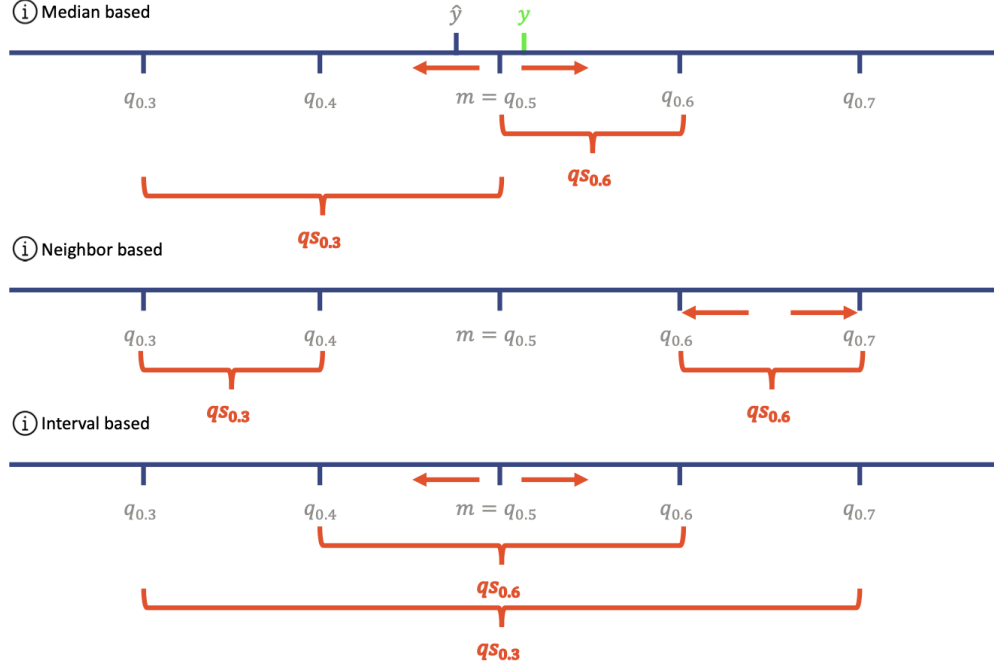 i Median based
ŷ y
q0.3 q0.4 m = q0.5 q0.6 q0.7
qs0.6
qs0.3
i Neighbor based
q0.3 q0.4 m = q0.5 q0.6 q0.7
qs0.3 qs0.6
i Interval based
q0.3 q0.4 m = q0.5 q0.6 q0.7
qs0.6
qs0.3